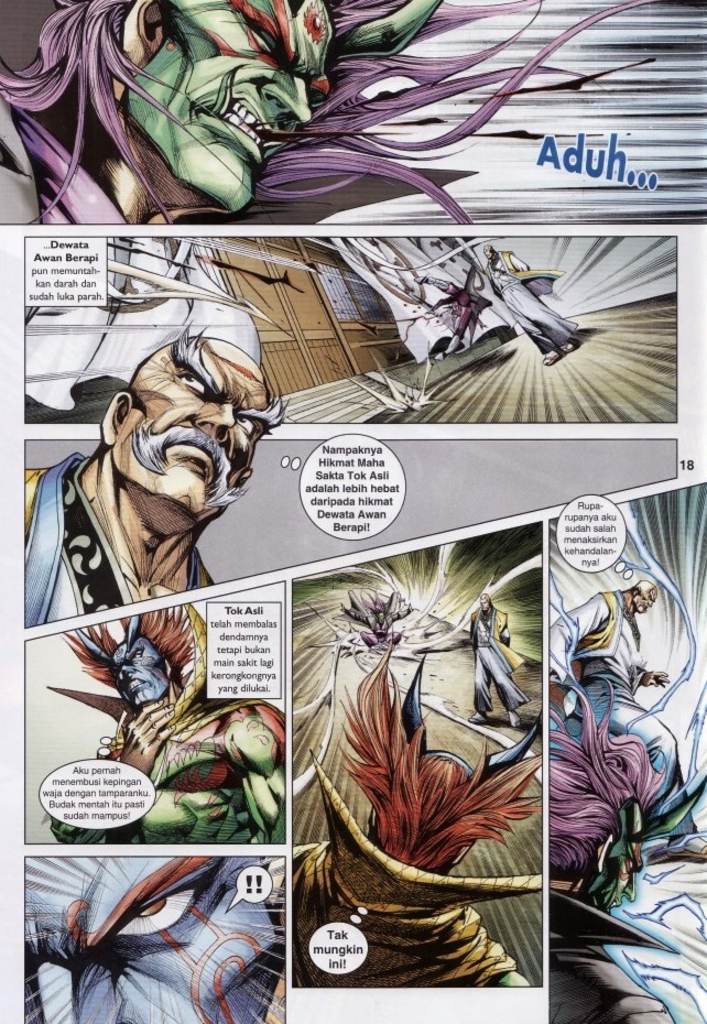 Aduh...
...Dewata
Awan Berapi
pun memuntah-
kan darah dan
sudah luka parah.
Nampaknya
Hikmat Maha
Sakta Tok Asli
adalah lebih hebat
daripada hikmat
Dewata Awan
Berapi!
18
Rupa-
rupanya aku
sudah salah
menaksirkan
kehandalan-
nya!
Tok Asli
telah membalas
dendamnya
tetapi bukan
main sakit lagi
kerongkongnya
yang dilukai.
Aku pernah
menembusi kepingan
waja dengan
tamparanku.
Budak mentah itu pasti
sudah mampus!
!!
Tak
mungkin
ini!